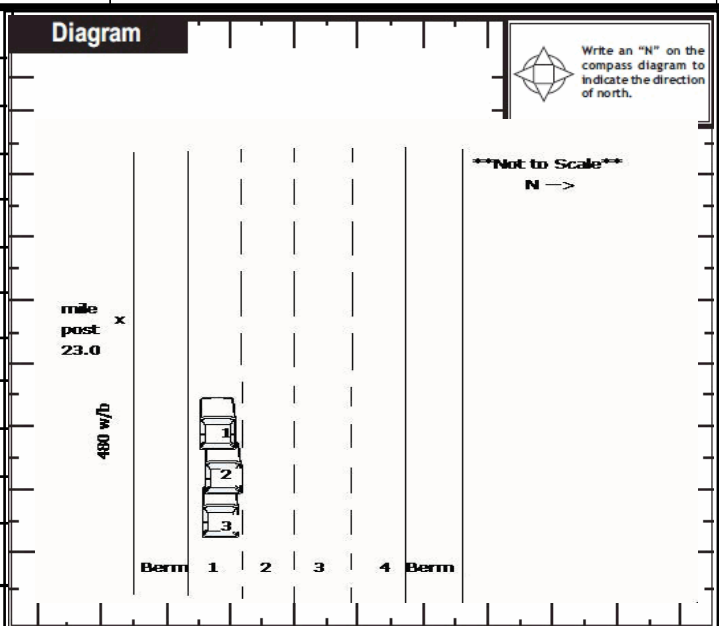 Diagram
Write an “N” on the
compass diagram to
indicate the direction
of north.
**Not to Scale**
N -->
mile
post
23.0
x
480 w/b
1
2
3
Berm 1 2 3 4 Berm